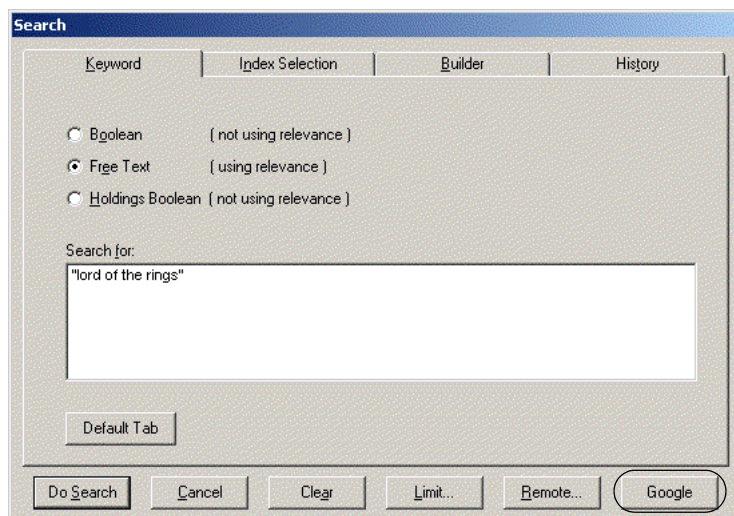 Search
Keyword Index Selection Builder History
Boolean ( not using relevance )
Free Text ( using relevance )
Holdings Boolean ( not using relevance )
Search for:
"lord of the rings"
Default Tab
Do Search Cancel Clear Limit... Remote... Google